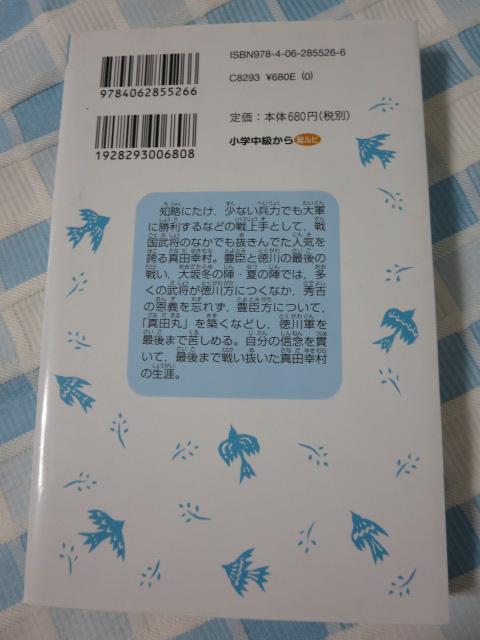 ISBN978-4-06-285526-6
C8293 ¥680E (0)
9784062855266
定価：本体680円（税別）
1928293006808
小学中級から 総ルビ
知略にたけ、少ない兵力でも大軍
に勝利するなどの戦上手として、戦
国武将のなかでも抜きんでた人気を
誇る真田幸村。豊臣と徳川の最後の
戦い、大坂冬の陣・夏の陣では、多
くの武将が徳川方につくなか、秀吉
の恩義を忘れず、豊臣方について、
「真田丸」を築くなどし、徳川軍を
最後まで苦しめる。自分の信念を貫
いて、最後まで戦い抜いた真田幸村
の生涯。